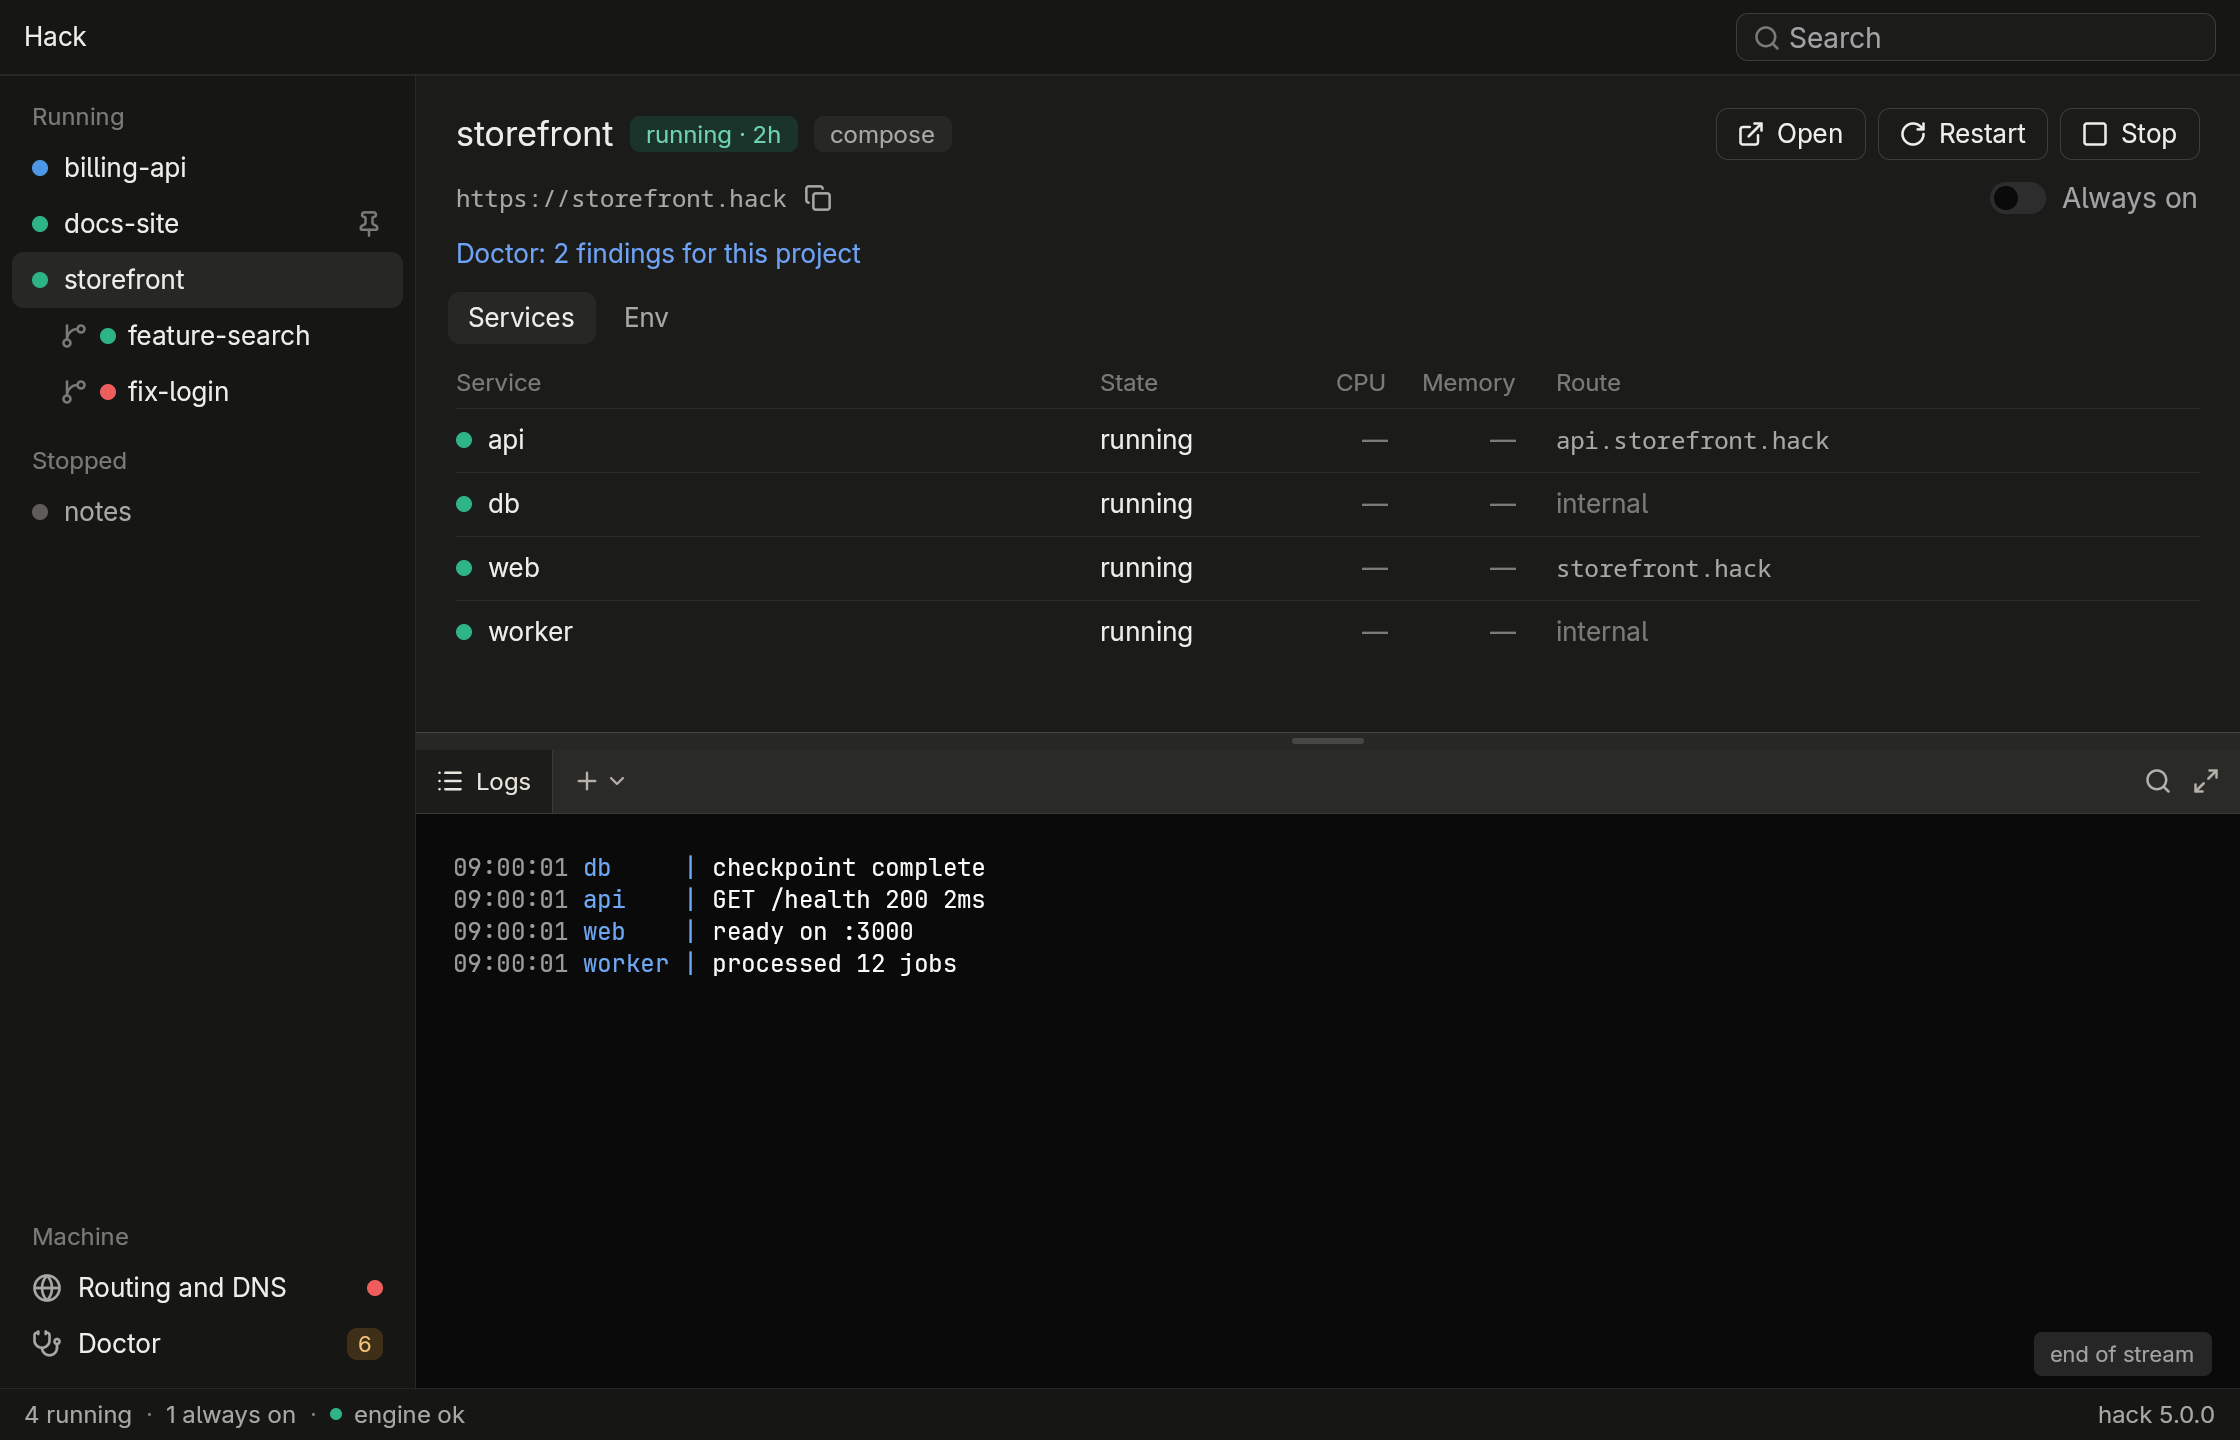 Hack
Search
Running
billing-api
docs-site
storefront
feature-search
fix-login
Stopped
notes
Machine
Routing and DNS
Doctor 6
storefront running · 2h compose
Open Restart Stop
https://storefront.hack
Always on
Doctor: 2 findings for this project
Services Env
Service State CPU Memory Route
api running — — api.storefront.hack
db running — — internal
web running — — storefront.hack
worker running — — internal
Logs
09:00:01 db | checkpoint complete
09:00:01 api | GET /health 200 2ms
09:00:01 web | ready on :3000
09:00:01 worker | processed 12 jobs
end of stream
4 running · 1 always on · engine ok
hack 5.0.0